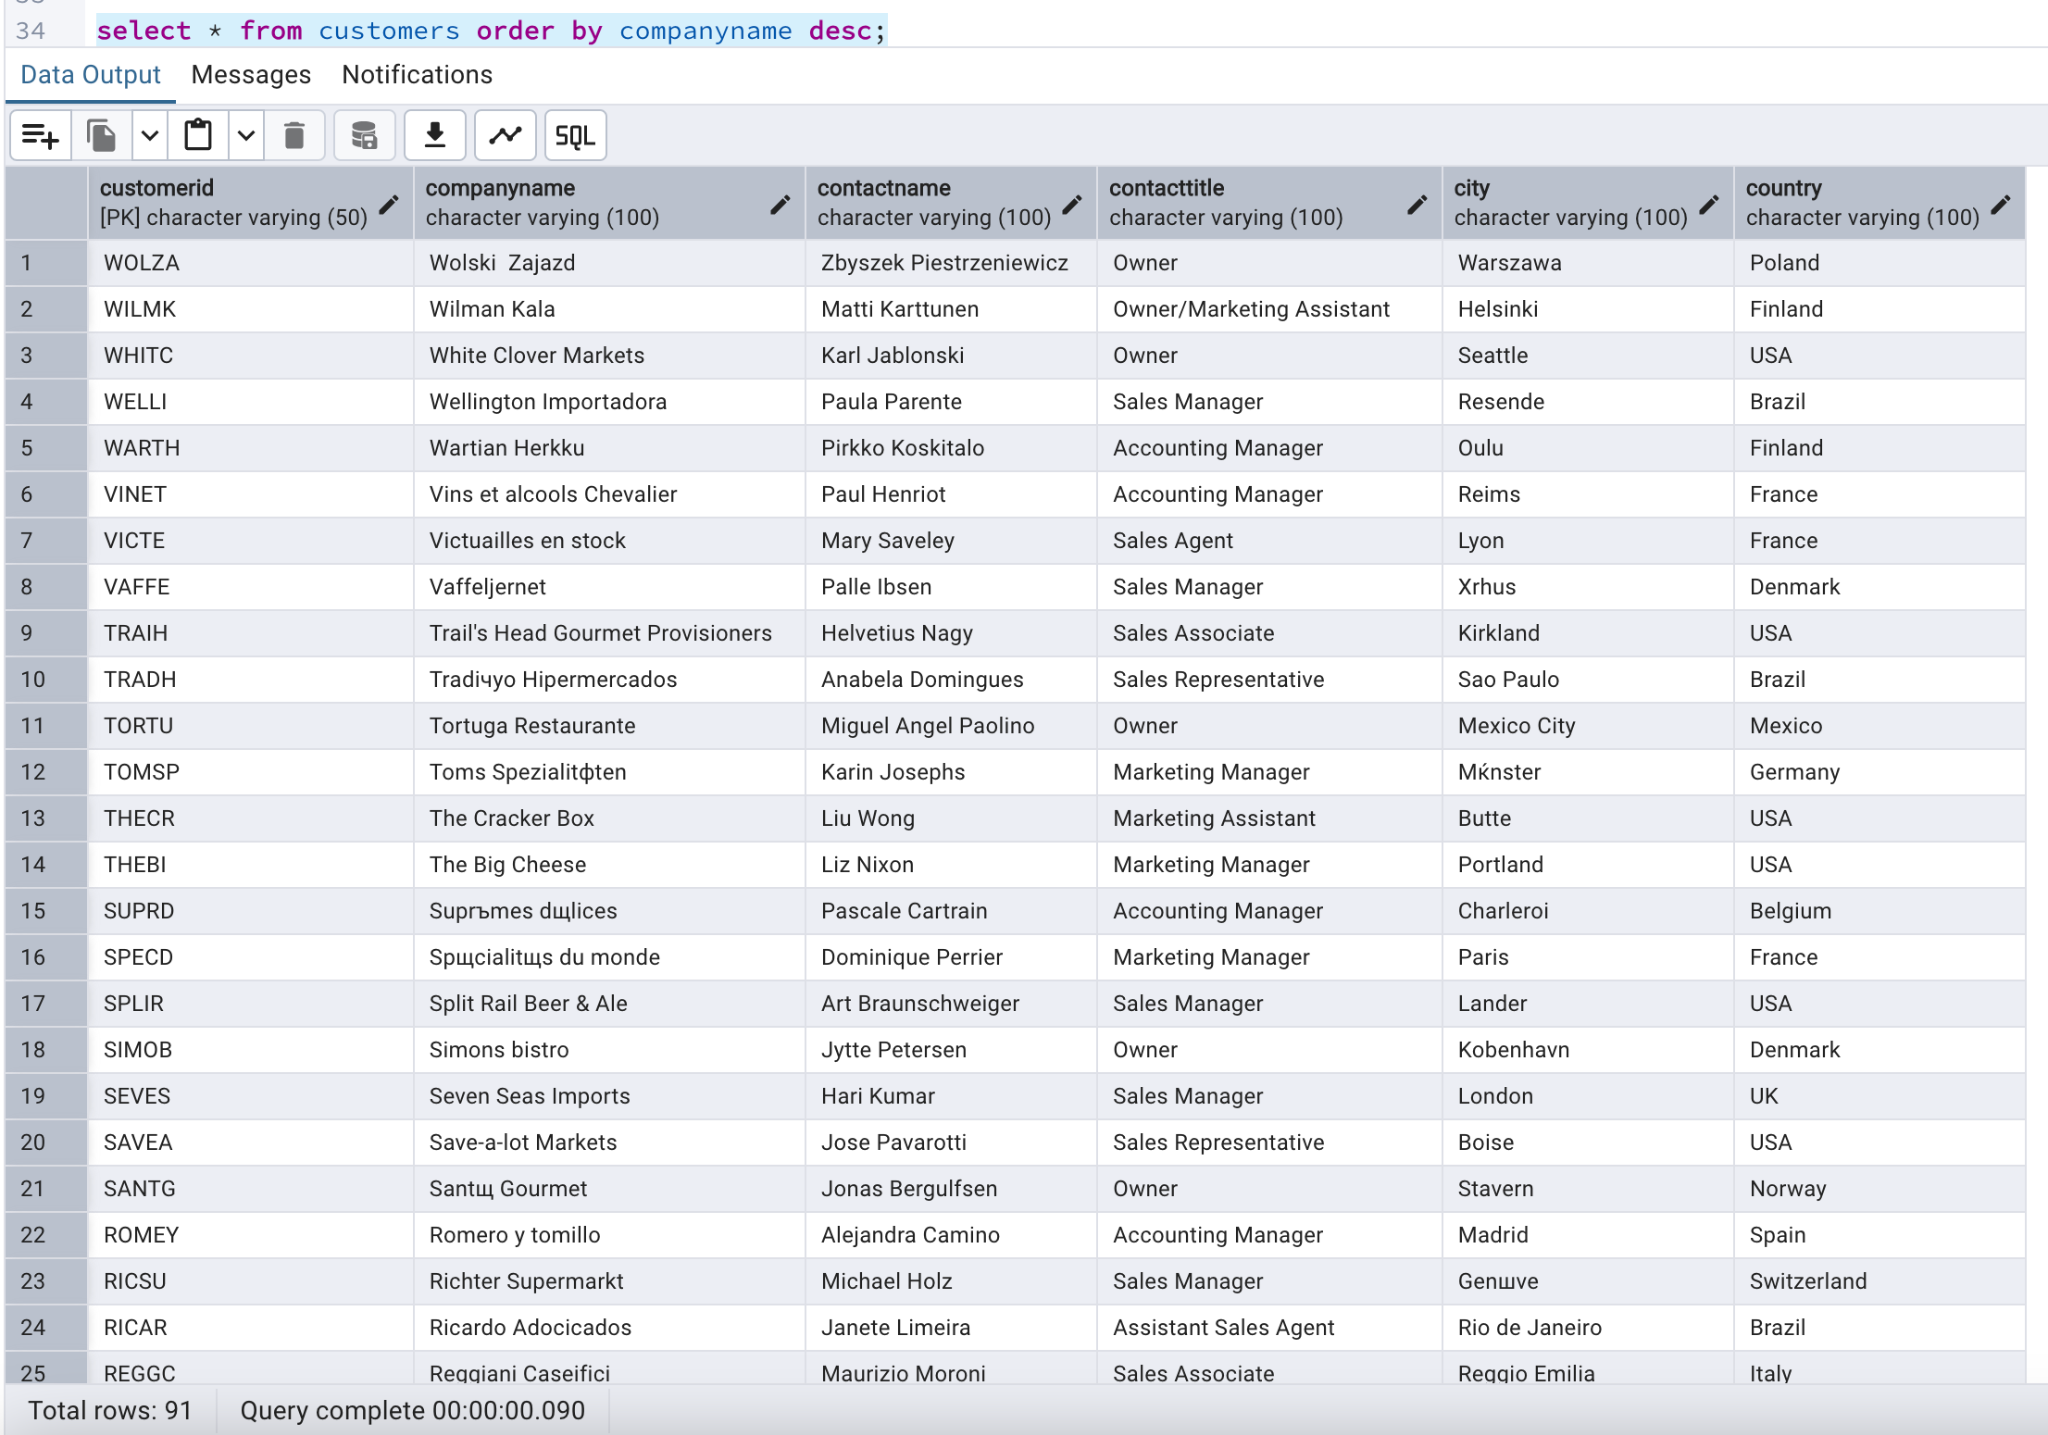 34 select * from customers order by companyname desc;
Data Output Messages Notifications
SQL
customerid companyname contactname contacttitle city country
[PK] character varying (50) character varying (100) character varying (100) character varying (100) character varying (100) character varying (100)
1 WOLZA Wolski  Zajazd Zbyszek Piestrzeniewicz Owner Warszawa Poland
2 WILMK Wilman Kala Matti Karttunen Owner/Marketing Assistant Helsinki Finland
3 WHITC White Clover Markets Karl Jablonski Owner Seattle USA
4 WELLI Wellington Importadora Paula Parente Sales Manager Resende Brazil
5 WARTH Wartian Herkku Pirkko Koskitalo Accounting Manager Oulu Finland
6 VINET Vins et alcools Chevalier Paul Henriot Accounting Manager Reims France
7 VICTE Victuailles en stock Mary Saveley Sales Agent Lyon France
8 VAFFE Vaffeljernet Palle Ibsen Sales Manager Xrhus Denmark
9 TRAIH Trail's Head Gourmet Provisioners Helvetius Nagy Sales Associate Kirkland USA
10 TRADH Tradiчyo Hipermercados Anabela Domingues Sales Representative Sao Paulo Brazil
11 TORTU Tortuga Restaurante Miguel Angel Paolino Owner Mexico City Mexico
12 TOMSP Toms Spezialitфten Karin Josephs Marketing Manager Mќnster Germany
13 THECR The Cracker Box Liu Wong Marketing Assistant Butte USA
14 THEBI The Big Cheese Liz Nixon Marketing Manager Portland USA
15 SUPRD Suprъmes dщlices Pascale Cartrain Accounting Manager Charleroi Belgium
16 SPECD Spщcialitщs du monde Dominique Perrier Marketing Manager Paris France
17 SPLIR Split Rail Beer & Ale Art Braunschweiger Sales Manager Lander USA
18 SIMOB Simons bistro Jytte Petersen Owner Kobenhavn Denmark
19 SEVES Seven Seas Imports Hari Kumar Sales Manager London UK
20 SAVEA Save-a-lot Markets Jose Pavarotti Sales Representative Boise USA
21 SANTG Santщ Gourmet Jonas Bergulfsen Owner Stavern Norway
22 ROMEY Romero y tomillo Alejandra Camino Accounting Manager Madrid Spain
23 RICSU Richter Supermarkt Michael Holz Sales Manager Genшve Switzerland
24 RICAR Ricardo Adocicados Janete Limeira Assistant Sales Agent Rio de Janeiro Brazil
25 REGGC Reggiani Caseifici Maurizio Moroni Sales Associate Reggio Emilia Italy
Total rows: 91 Query complete 00:00:00.090